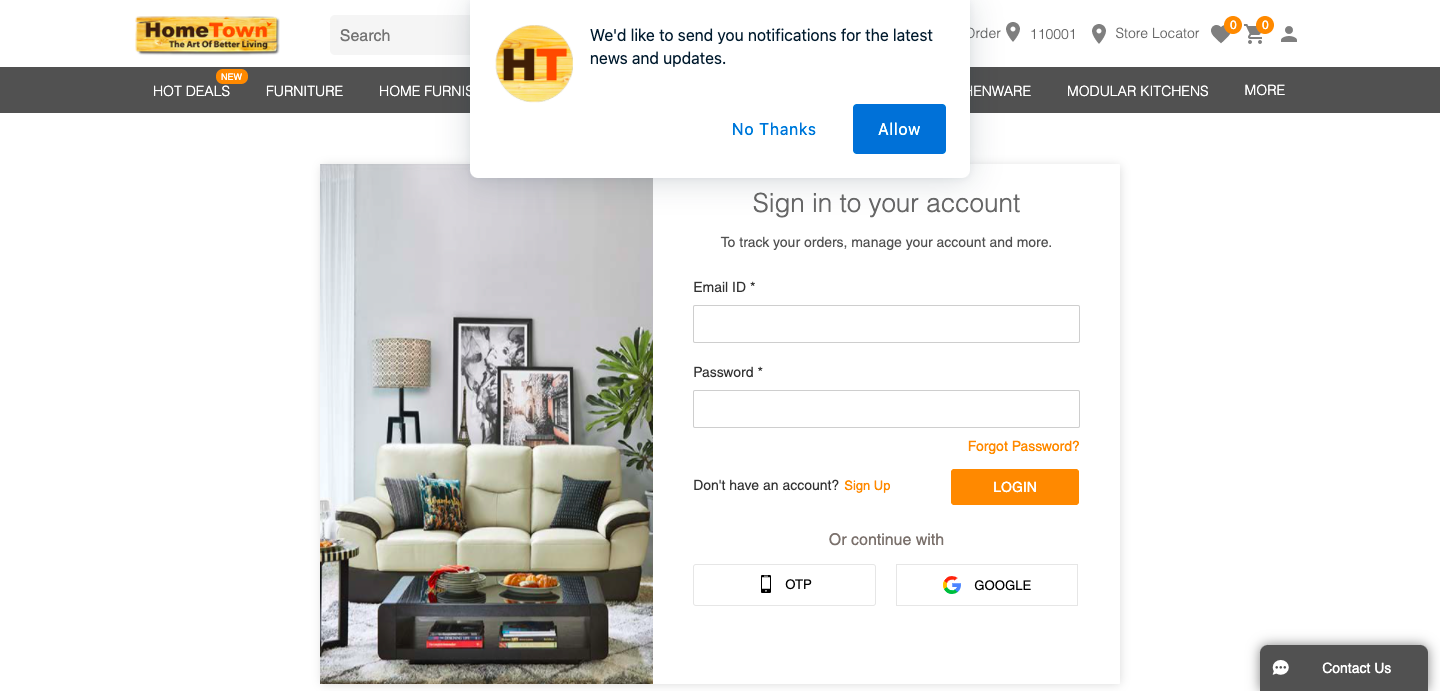 HomeTown
The Art Of Better Living
Search
We'd like to send you notifications for the latest
news and updates.
HT
No Thanks
Allow
Order
110001
Store Locator
0
0
NEW
HOT DEALS
FURNITURE
HOME FURNIS
HENWARE
MODULAR KITCHENS
MORE
Sign in to your account
To track your orders, manage your account and more.
Email ID *
Password *
Forgot Password?
Don't have an account? Sign Up
LOGIN
Or continue with
OTP
GOOGLE
Contact Us